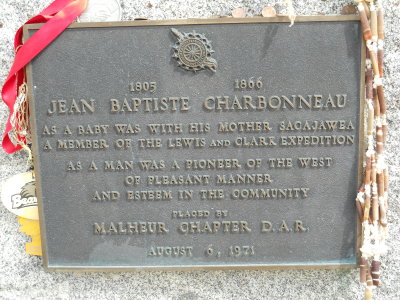 1805 1866
JEAN BAPTISTE CHARBONNEAU
AS A BABY WAS WITH HIS MOTHER SACAJAWEA
A MEMBER OF THE LEWIS AND CLARK EXPEDITION
AS A MAN WAS A PIONEER OF THE WEST
OF PLEASANT MANNER
AND ESTEEM IN THE COMMUNITY
PLACED BY
MALHEUR CHAPTER D.A.R.
AUGUST 6, 1971